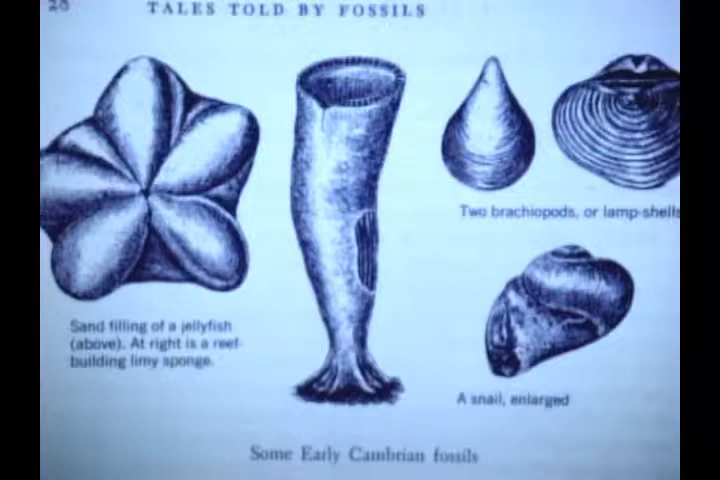 20 TALES TOLD BY FOSSILS
Two brachiopods, or lamp-shells
Sand filling of a jellyfish
(above). At right is a reef-
building limy sponge.
A snail, enlarged
Some Early Cambrian fossils